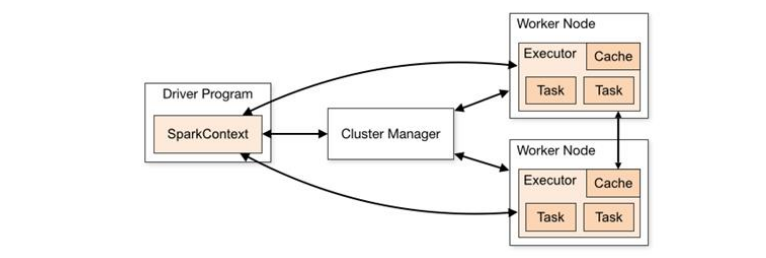 Driver Program
SparkContext
Cluster Manager
Worker Node
Executor
Cache
Task
Task
Worker Node
Executor
Cache
Task
Task